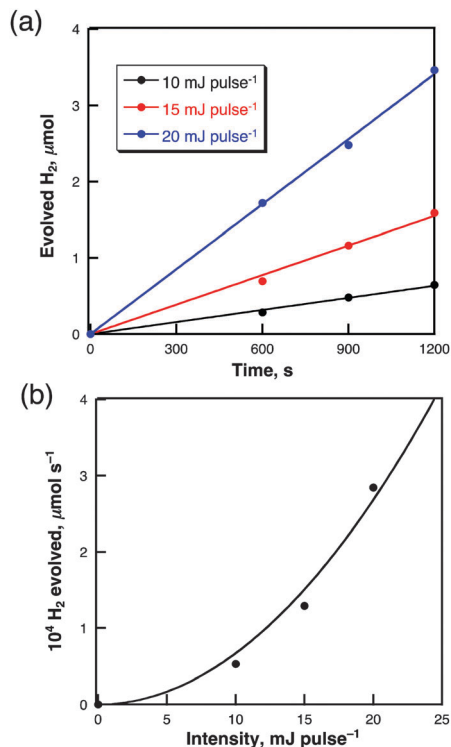 (a)
4
3
2
1
0
Evolved H₂, μmol
10 mJ pulse⁻¹
15 mJ pulse⁻¹
20 mJ pulse⁻¹
0 300 600 900 1200
Time, s
(b)
4
3
2
1
0
10⁴ H₂ evolved, μmol s⁻¹
0 5 10 15 20 25
Intensity, mJ pulse⁻¹